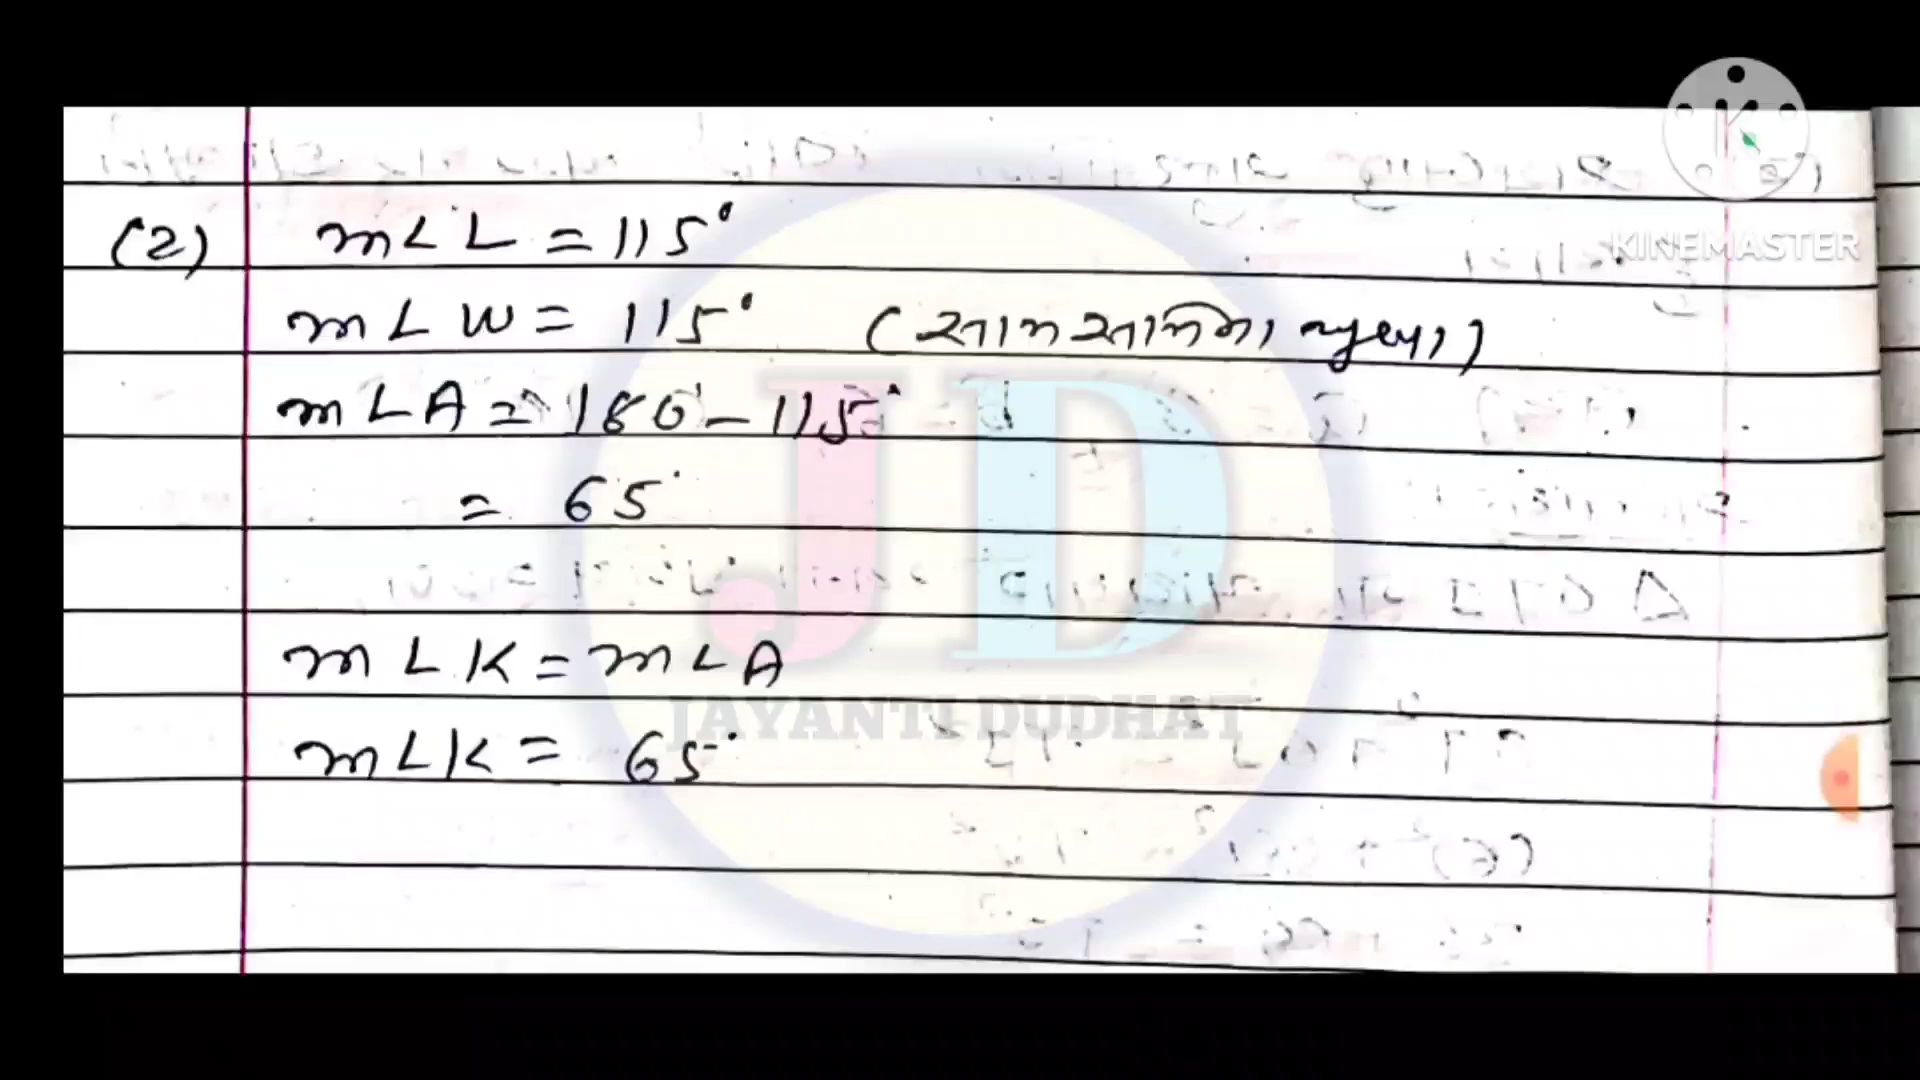 KINEMASTER
(2) m∠L = 115°
m∠W = 115° (સામસામેના ખૂણા)
m∠A = 180 - 115°
= 65°
m∠K = m∠A
m∠K = 65°
JD
JAYANTI DUDHAT